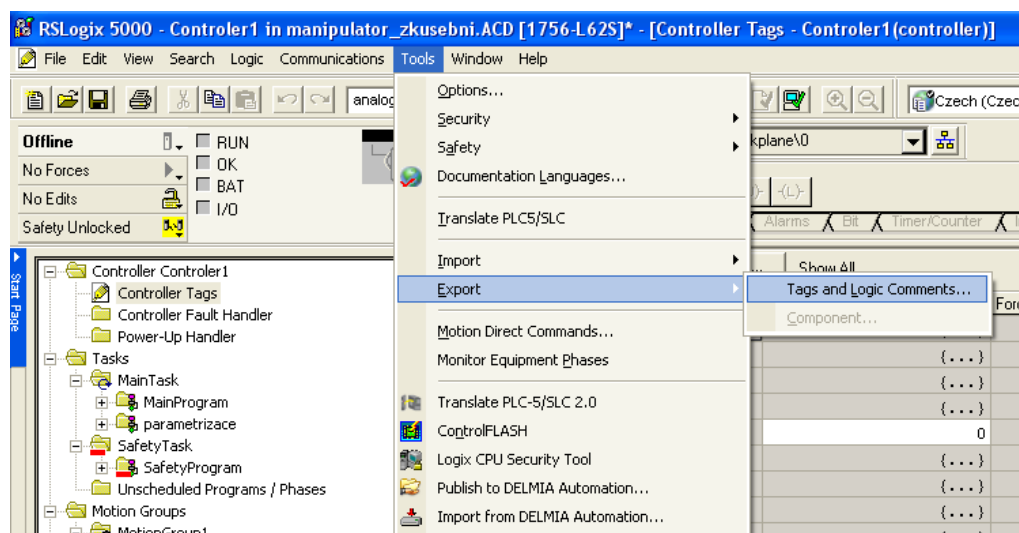 RSLogix 5000 - Controler1 in manipulator_zkusebni.ACD [1756-L62S]* - [Controller Tags - Controler1(controller)]
File Edit View Search Logic Communications Tools Window Help
analog
Czech (Czec
Offline
RUN
No Forces
OK
No Edits
BAT
Safety Unlocked
I/O
kplane\0
-(L)-
Alarms Bit Timer/Counter
Options...
Security
Safety
Documentation Languages...
Translate PLC5/SLC
Import
Export
Motion Direct Commands...
Monitor Equipment Phases
Translate PLC-5/SLC 2.0
ControlFLASH
Logix CPU Security Tool
Publish to DELMIA Automation...
Import from DELMIA Automation...
Tags and Logic Comments...
Component...
Show All
For
{...}
{...}
{...}
0
{...}
{...}
{...}
Start Page
Controller Controler1
Controller Tags
Controller Fault Handler
Power-Up Handler
Tasks
MainTask
MainProgram
parametrizace
SafetyTask
SafetyProgram
Unscheduled Programs / Phases
Motion Groups
MotionGroup1